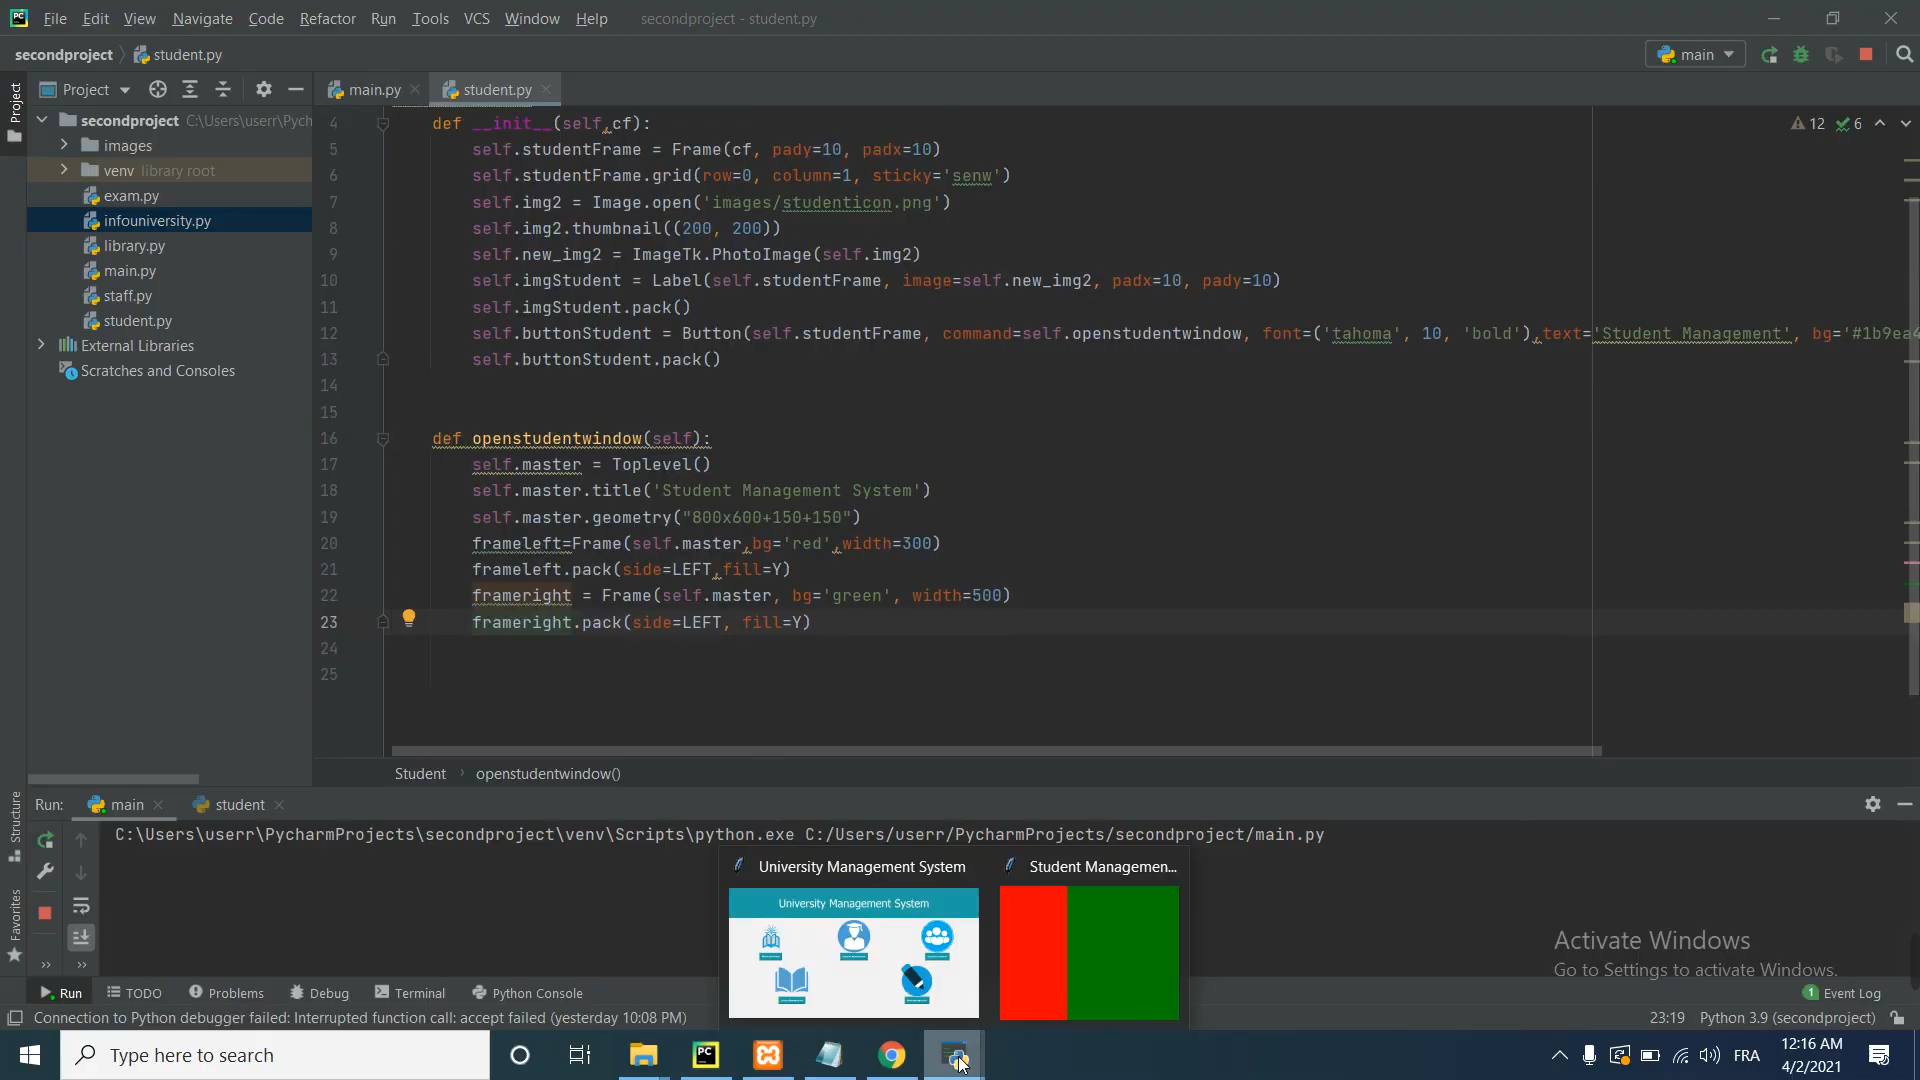 File Edit View Navigate Code Refactor Run Tools VCS Window Help secondproject - student.py
secondproject student.py main
Project main.py student.py
Project
secondproject C:\Users\userr\Pych
images
venv library root
exam.py
infouniversity.py
library.py
main.py
staff.py
student.py
External Libraries
Scratches and Consoles
12 6
4 def __init__(self,cf):
5 self.studentFrame = Frame(cf, pady=10, padx=10)
6 self.studentFrame.grid(row=0, column=1, sticky='senw')
7 self.img2 = Image.open('images/studenticon.png')
8 self.img2.thumbnail((200, 200))
9 self.new_img2 = ImageTk.PhotoImage(self.img2)
10 self.imgStudent = Label(self.studentFrame, image=self.new_img2, padx=10, pady=10)
11 self.imgStudent.pack()
12 self.buttonStudent = Button(self.studentFrame, command=self.openstudentwindow, font=('tahoma', 10, 'bold'),text='Student Management', bg='#1b9ea4
13 self.buttonStudent.pack()
14
15
16 def openstudentwindow(self):
17 self.master = Toplevel()
18 self.master.title('Student Management System')
19 self.master.geometry("800x600+150+150")
20 frameleft=Frame(self.master,bg='red',width=300)
21 frameleft.pack(side=LEFT,fill=Y)
22 frameright = Frame(self.master, bg='green', width=500)
23 frameright.pack(side=LEFT, fill=Y)
24
25
Student openstudentwindow()
Structure
Favorites
Run: main student
C:\Users\userr\PycharmProjects\secondproject\venv\Scripts\python.exe C:/Users/userr/PycharmProjects/secondproject/main.py
University Management System Student Managemen...
University Management System
Activate Windows
Go to Settings to activate Windows.
Run TODO Problems Debug Terminal Python Console 1 Event Log
Connection to Python debugger failed: Interrupted function call: accept failed (yesterday 10:08 PM) 23:19 Python 3.9 (secondproject)
Type here to search
FRA
12:16 AM
4/2/2021